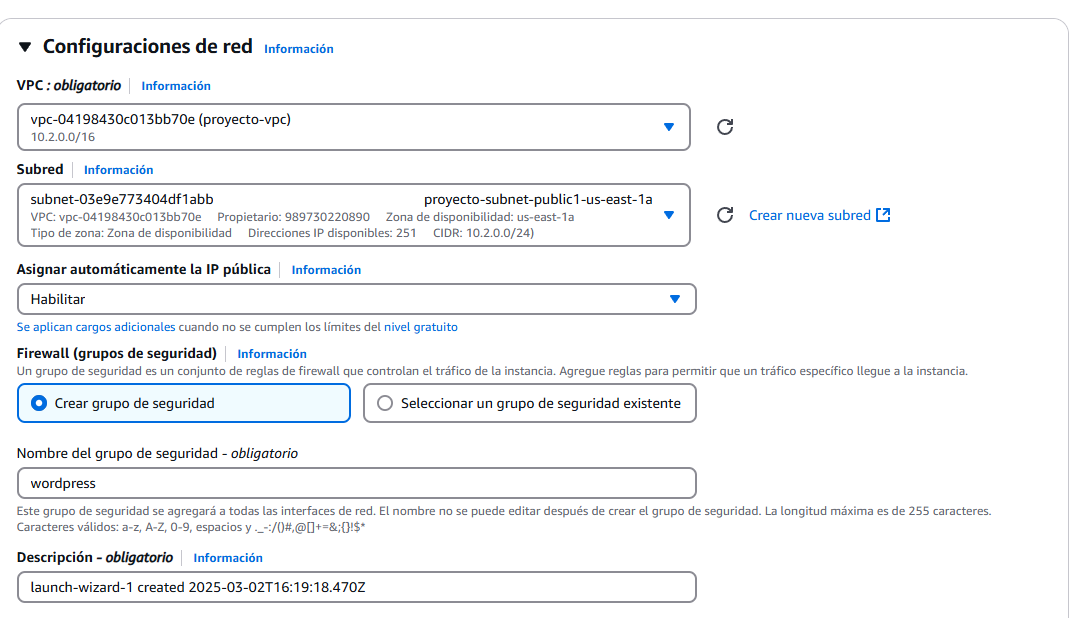 Configuraciones de red Información
VPC : obligatorio Información
vpc-04198430c013bb70e (proyecto-vpc)
10.2.0.0/16
Subred Información
subnet-03e9e773404df1abb proyecto-subnet-public1-us-east-1a
VPC: vpc-04198430c013bb70e Propietario: 989730220890 Zona de disponibilidad: us-east-1a
Tipo de zona: Zona de disponibilidad Direcciones IP disponibles: 251 CIDR: 10.2.0.0/24)
Crear nueva subred
Asignar automáticamente la IP pública Información
Habilitar
Se aplican cargos adicionales cuando no se cumplen los límites del nivel gratuito
Firewall (grupos de seguridad) Información
Un grupo de seguridad es un conjunto de reglas de firewall que controlan el tráfico de la instancia. Agregue reglas para permitir que un tráfico específico llegue a la instancia.
Crear grupo de seguridad Seleccionar un grupo de seguridad existente
Nombre del grupo de seguridad - obligatorio
wordpress
Este grupo de seguridad se agregará a todas las interfaces de red. El nombre no se puede editar después de crear el grupo de seguridad. La longitud máxima es de 255 caracteres.
Caracteres válidos: a-z, A-Z, 0-9, espacios y ._-:/()#,@[]+=&;{}!$*
Descripción - obligatorio Información
launch-wizard-1 created 2025-03-02T16:19:18.470Z